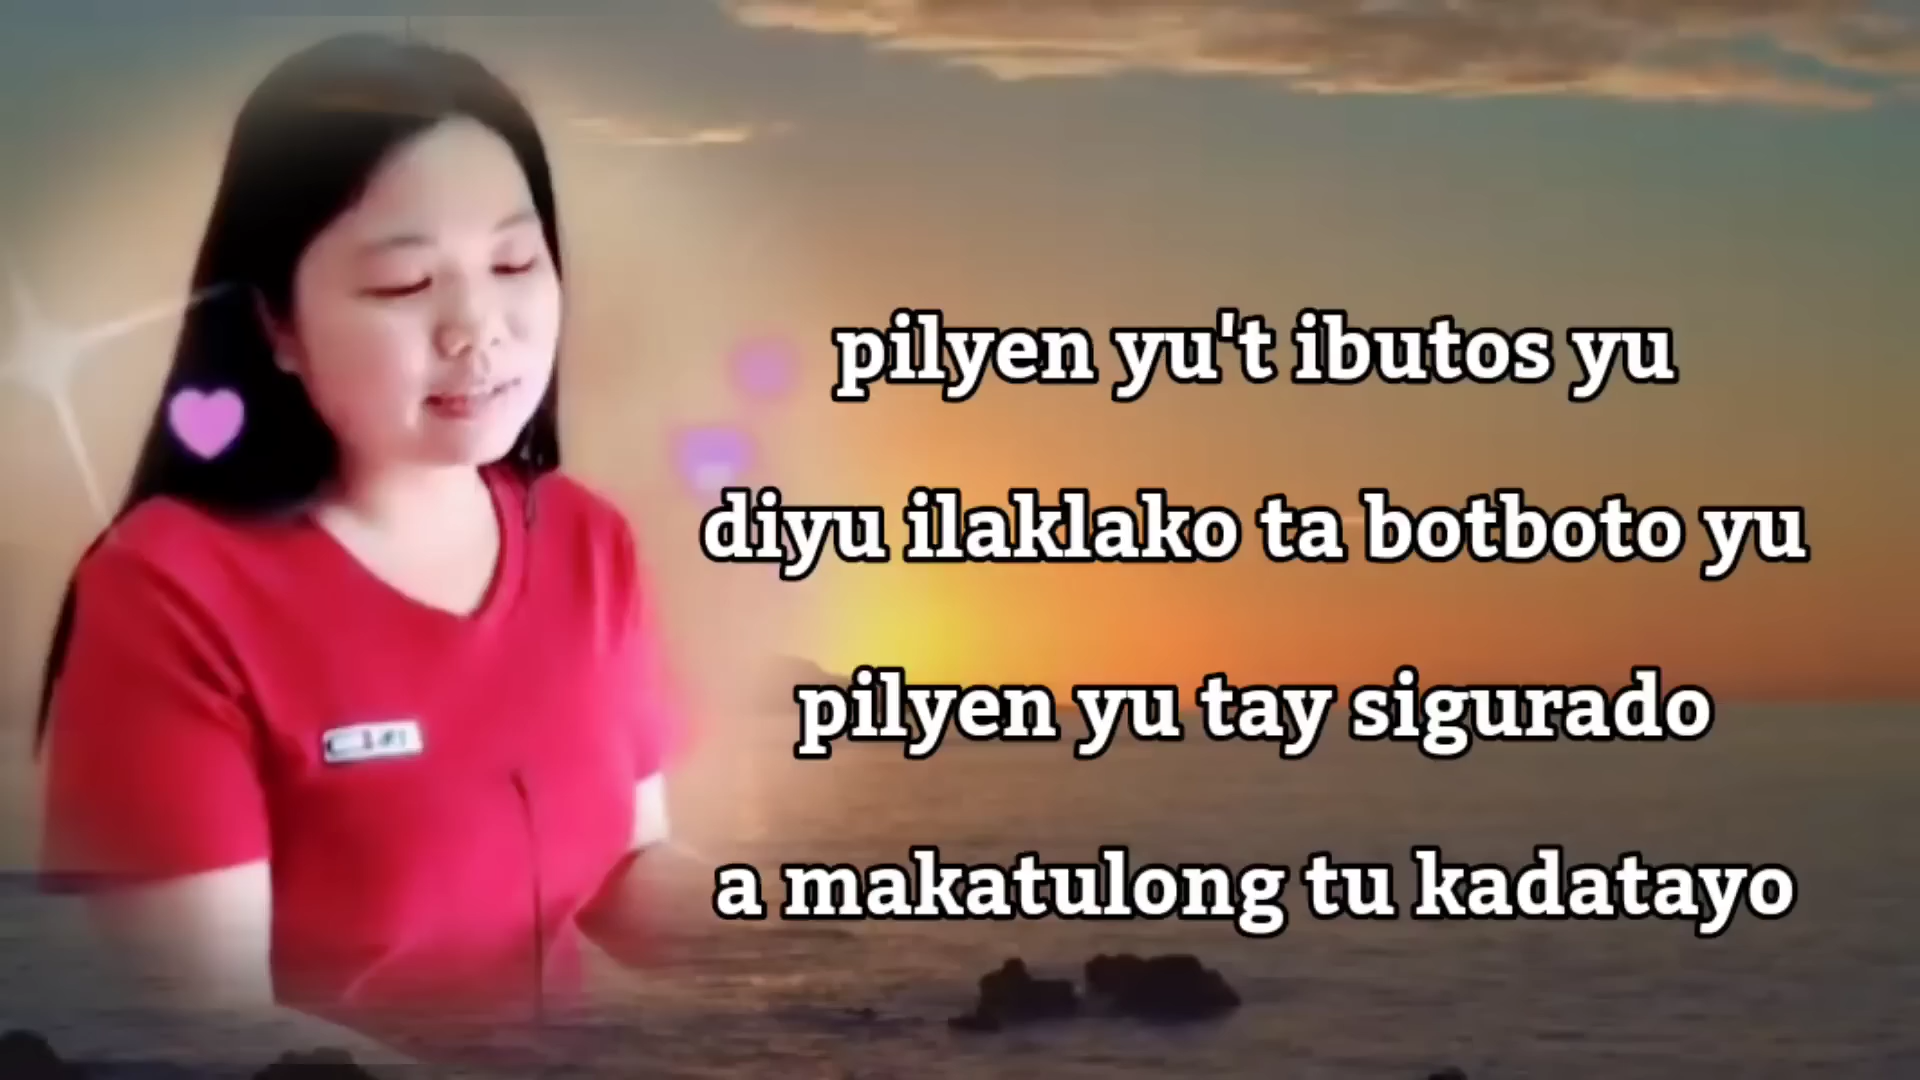 pilyen yu't ibutos yu
diyu ilaklako ta botboto yu
pilyen yu tay sigurado
a makatulong tu kadatayo